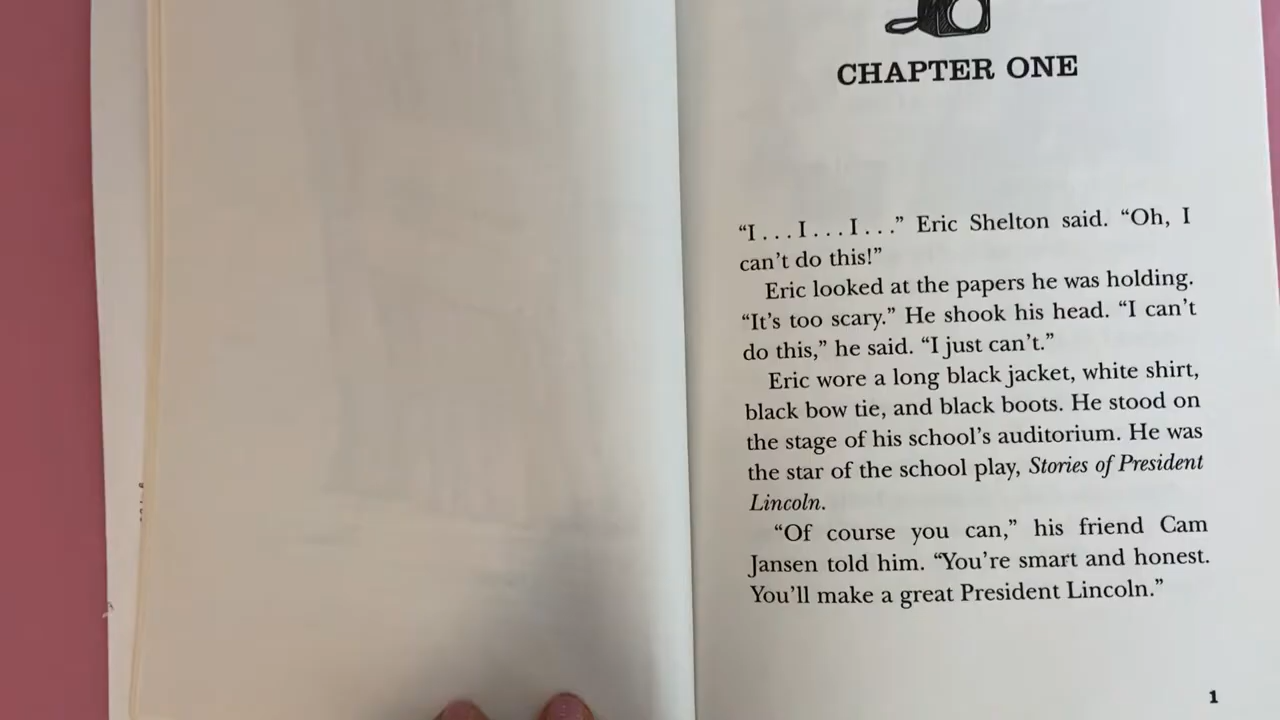 CHAPTER ONE
“I . . . I . . . I . . .” Eric Shelton said. “Oh, I
can’t do this!”
Eric looked at the papers he was holding.
“It’s too scary.” He shook his head. “I can’t
do this,” he said. “I just can’t.”
Eric wore a long black jacket, white shirt,
black bow tie, and black boots. He stood on
the stage of his school’s auditorium. He was
the star of the school play, Stories of President
Lincoln.
“Of course you can,” his friend Cam
Jansen told him. “You’re smart and honest.
You’ll make a great President Lincoln.”
1